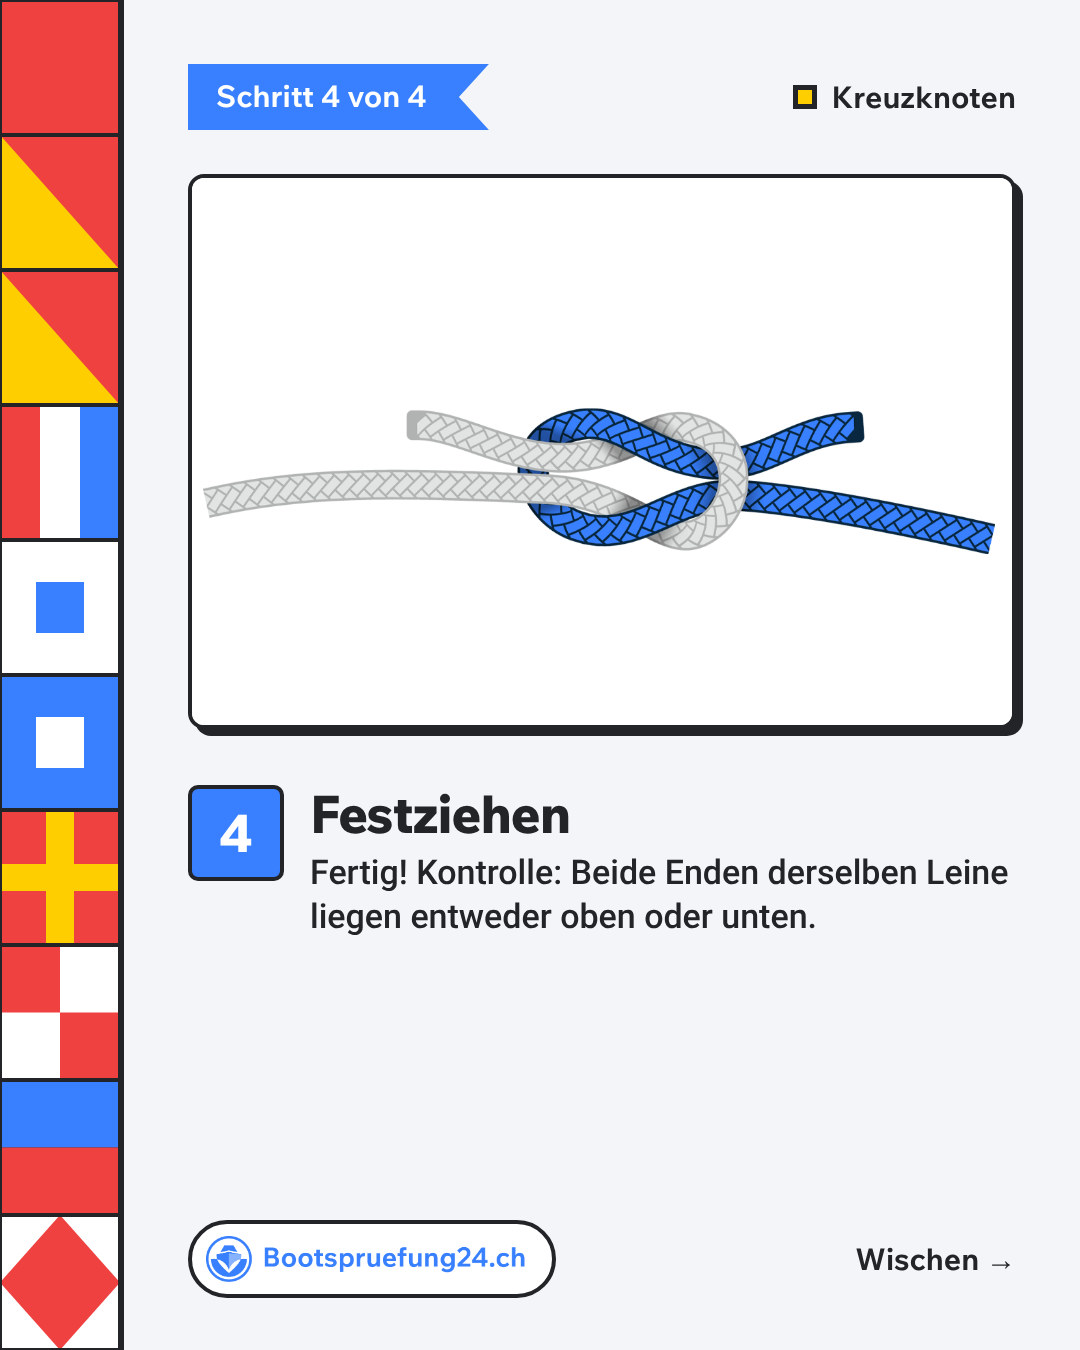 Schritt 4 von 4
Kreuzknoten
4
Festziehen
Fertig! Kontrolle: Beide Enden derselben Leine
liegen entweder oben oder unten.
Bootspruefung24.ch
Wischen →